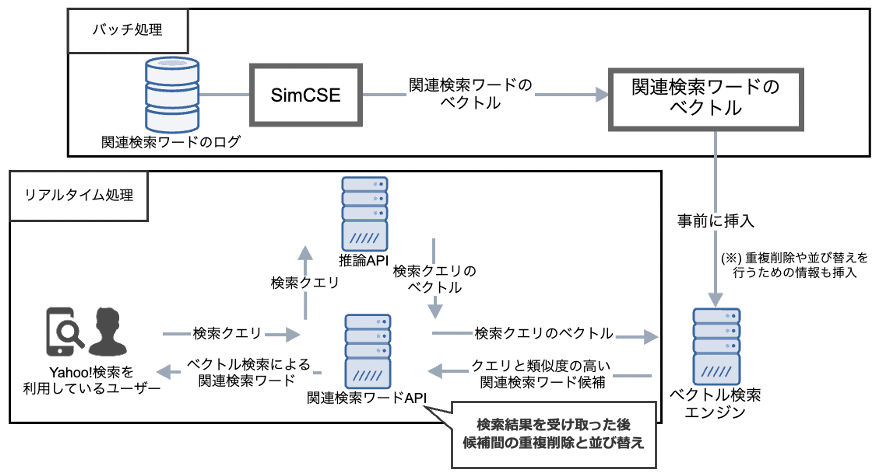 バッチ処理
関連検索ワードのログ
SimCSE
関連検索ワードの
ベクトル
関連検索ワードの
ベクトル
事前に挿入
(※) 重複削除や並び替えを
行うための情報も挿入
リアルタイム処理
推論API
検索クエリ
検索クエリの
ベクトル
検索クエリ
検索クエリのベクトル
ベクトル検索による
関連検索ワード
クエリと類似度の高い
関連検索ワード候補
Yahoo!検索を
利用しているユーザー
関連検索ワードAPI
ベクトル検索
エンジン
検索結果を受け取った後
候補間の重複削除と並び替え